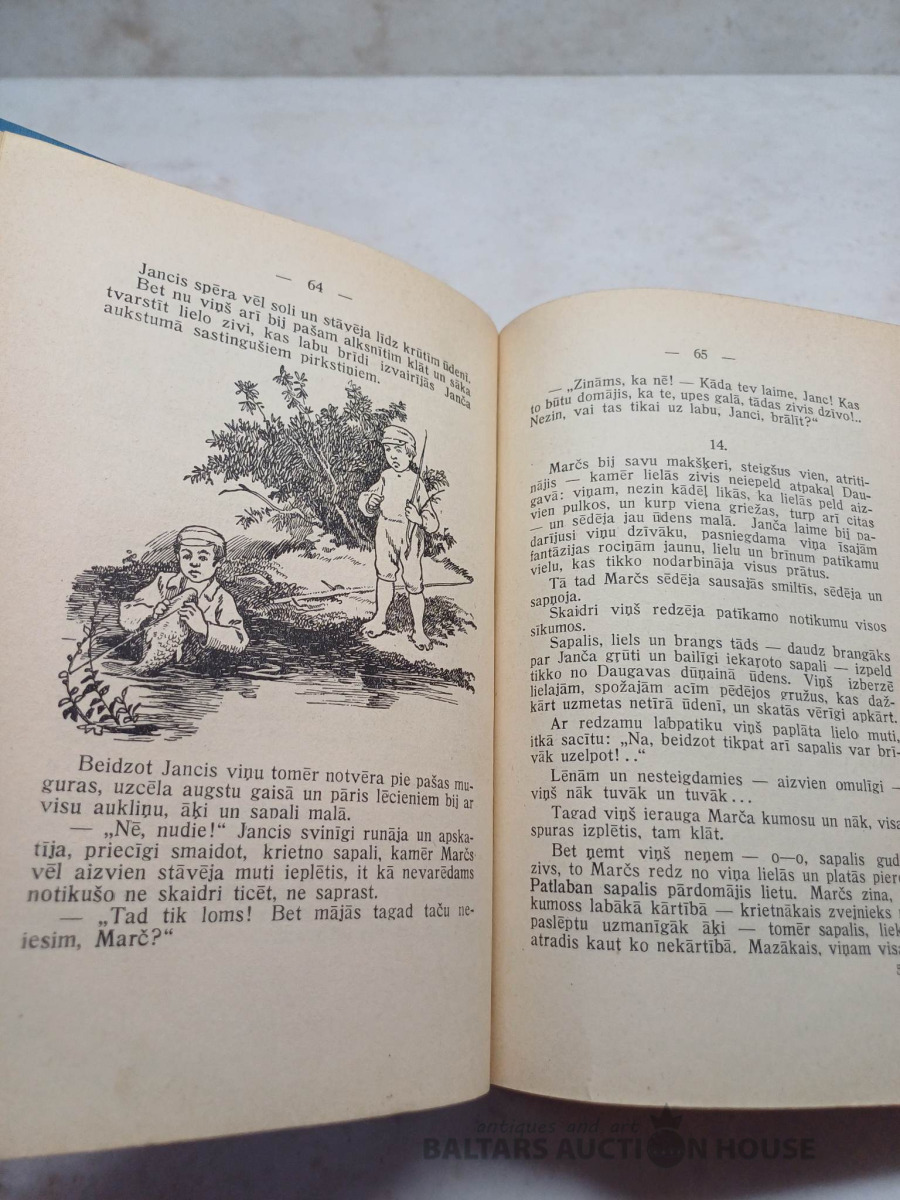 — 64 —
Jancis spēra vēl soli un stāvēja līdz krūtīm ūdenī.
Bet nu viņš arī bij pašam alksnītim klāt un sāka
tvarstīt lielo zivi, kas labu brīdi izvairījās Janča
aukstumā sastingušiem pirkstiņiem.
Beidzot Jancis viņu tomēr notvēra pie pašas mu-
guras, uzcēla augstu gaisā un pāris lēcieniem bij ar
visu aukliņu, āķi un sapali malā.
— „Nē, nudie!“ Jancis svinīgi runāja un apska-
tīja, priecīgi smaidot, krietno sapali, kamēr Marčs
vēl aizvien stāvēja muti ieplētis, it kā nevarēdams
notikušo ne skaidri ticēt, ne saprast.
— „Tad tik loms! Bet mājās tagad taču ne-
iesim, Marč?“
— 65 —
— „Zināms, ka nē! — Kāda tev laime, Janc! Kas
to būtu domājis, ka te, upes galā, tādas zivis dzīvo!..
Nezin, vai tas tikai uz labu, Janci, brālīt?“
14.
Marčs bij savu makšķeri, steigšus vien, atriti-
nājis — kamēr lielās zivis neiepeld atpakaļ Dau-
gavā: viņam, nezin kādēļ likās, ka lielās peld aiz-
vien pulkos, un kurp viena griežas, turp arī citas
— un sēdēja jau ūdens malā. Janča laime bij pa-
darījusi viņu dzīvāku, pasniegdama viņa īsajām
fantāzijas rociņām jaunu, lielu un brīnum patīkamu
vielu, kas tikko nodarbināja visus prātus.
Tā tad Marčs sēdēja sausajās smiltīs, sēdēja un
sapņoja.
Skaidri viņš redzēja patīkamo notikumu visos
sīkumos.
Sapalis, liels un brangs tāds — daudz brangāks
par Janča grūti un bailīgi iekaroto sapali — izpeld
tikko no Daugavas dūņainā ūdens. Viņš izberzē
lielajām, spožajām acīm pēdējos gružus, kas daž-
kārt uzmetas netīrā ūdenī, un skatās vērīgi apkārt.
Ar redzamu labpatiku viņš paplāta lielo muti,
itkā sacītu: „Na, beidzot tikpat arī sapalis var brī-
vāk uzelpot!..“
Lēnām un nesteigdamies — aizvien omulīgi —
viņš nāk tuvāk un tuvāk...
Tagad viņš ierauga Marča kumosu un nāk, visa
spuras izplētis, tam klāt.
Bet ņemt viņš neņem — o—o, sapalis gud
zivs, to Marčs redz no viņa lielās un platās piere
Patlaban sapalis pārdomājis lietu. Marčs zina,
kumoss labākā kārtībā — krietnākais zvejnieks
paslēptu uzmanīgāk āķi — tomēr sapalis, liek
atradis kaut ko nekārtībā. Mazākais, viņam visa
antiques and art
BALTARS AUCTION HOUSE